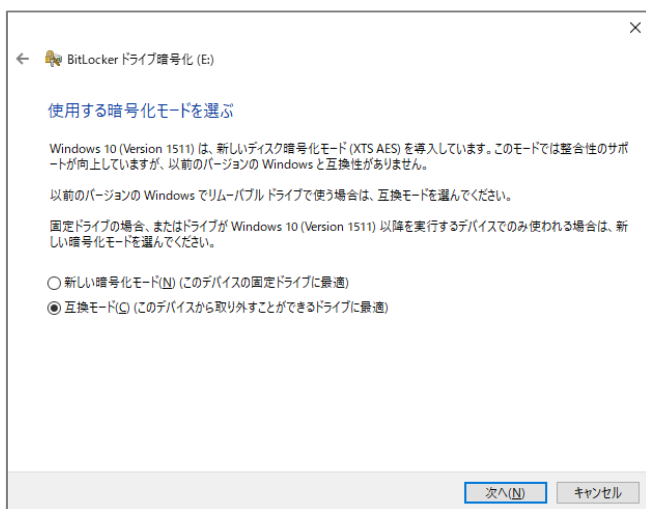 BitLocker ドライブ暗号化 (E:)
使用する暗号化モードを選ぶ
Windows 10 (Version 1511) は、新しいディスク暗号化モード (XTS AES) を導入しています。このモードでは整合性のサポ
ートが向上していますが、以前のバージョンの Windows と互換性がありません。
以前のバージョンの Windows でリムーバブル ドライブで使う場合は、互換モードを選んでください。
固定ドライブの場合、またはドライブが Windows 10 (Version 1511) 以降を実行するデバイスでのみ使われる場合は、新
しい暗号化モードを選んでください。
新しい暗号化モード(N) (このデバイスの固定ドライブに最適)
互換モード(C) (このデバイスから取り外すことができるドライブに最適)
次へ(N) キャンセル